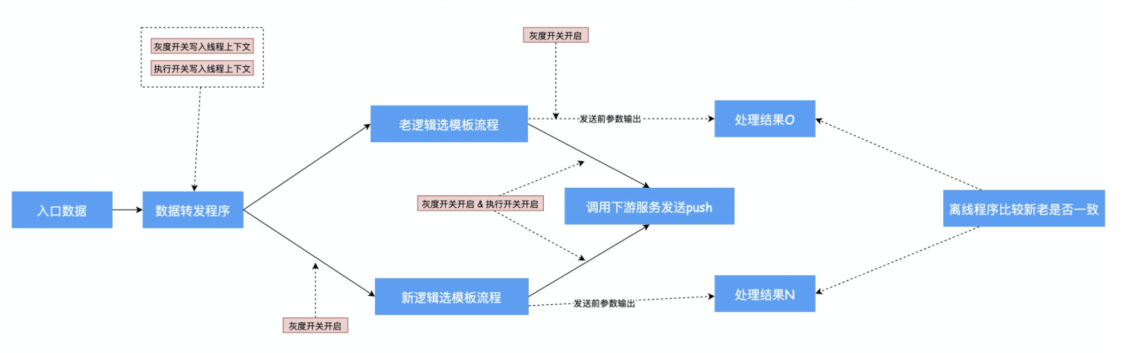 灰度开关写入线程上下文
执行开关写入线程上下文
灰度开关开启
老逻辑选模板流程
发送前参数输出
处理结果O
入口数据
数据转发程序
灰度开关开启 & 执行开关开启
调用下游服务发送push
离线程序比较新老是否一致
新逻辑选模板流程
发送前参数输出
处理结果N
灰度开关开启